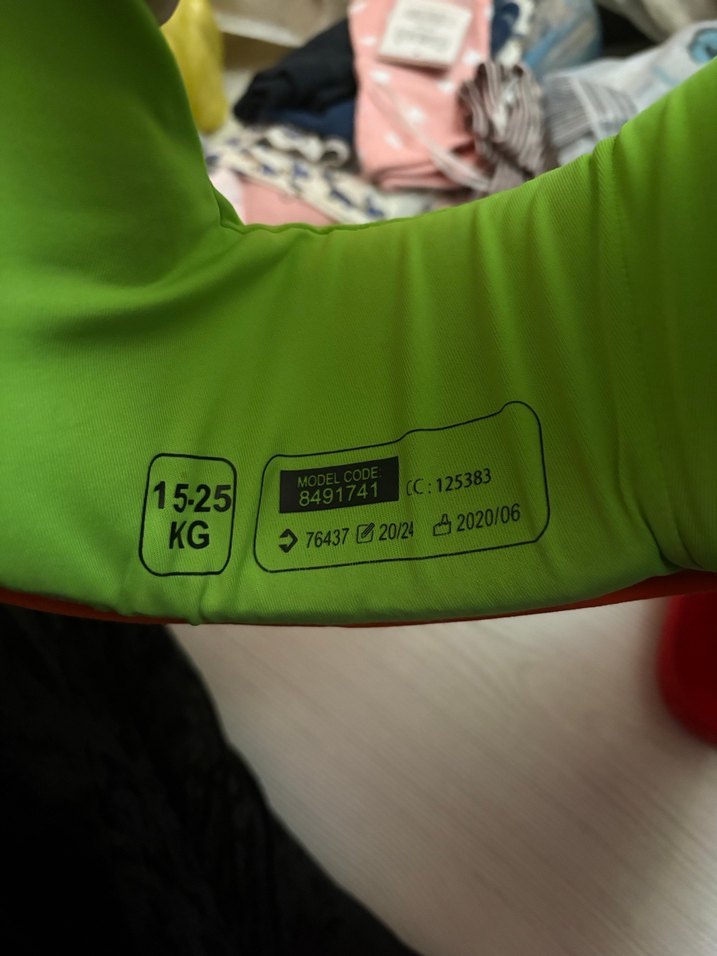 15-25
KG
MODEL CODE:
8491741
CC : 125383
76437 20/24 2020/06